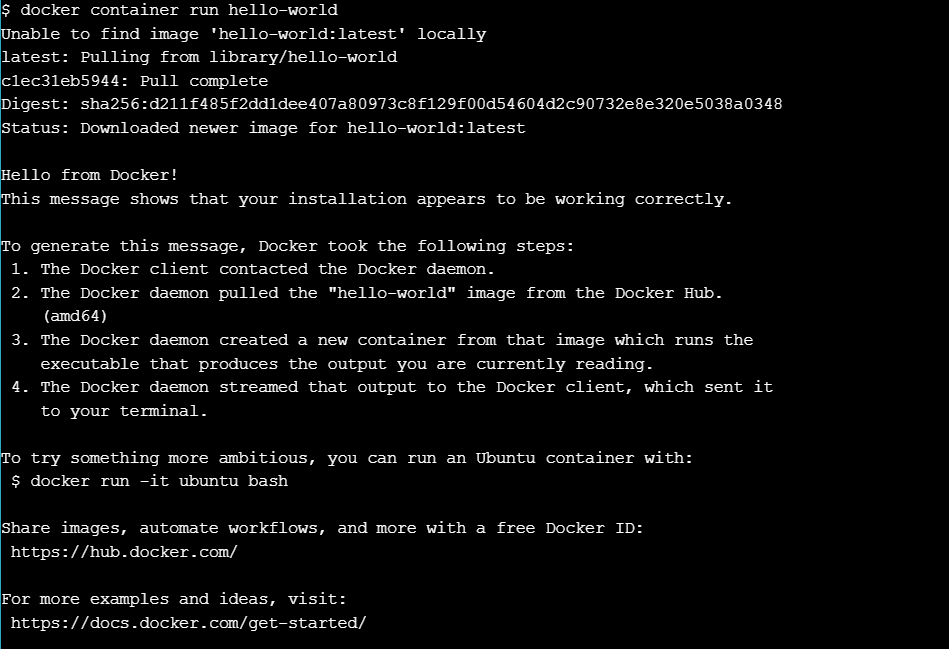 $ docker container run hello-world
Unable to find image 'hello-world:latest' locally
latest: Pulling from library/hello-world
c1ec31eb5944: Pull complete
Digest: sha256:d211f485f2dd1dee407a80973c8f129f00d54604d2c90732e8e320e5038a0348
Status: Downloaded newer image for hello-world:latest

Hello from Docker!
This message shows that your installation appears to be working correctly.

To generate this message, Docker took the following steps:
 1. The Docker client contacted the Docker daemon.
 2. The Docker daemon pulled the "hello-world" image from the Docker Hub.
    (amd64)
 3. The Docker daemon created a new container from that image which runs the
    executable that produces the output you are currently reading.
 4. The Docker daemon streamed that output to the Docker client, which sent it
    to your terminal.

To try something more ambitious, you can run an Ubuntu container with:
 $ docker run -it ubuntu bash

Share images, automate workflows, and more with a free Docker ID:
 https://hub.docker.com/

For more examples and ideas, visit:
 https://docs.docker.com/get-started/